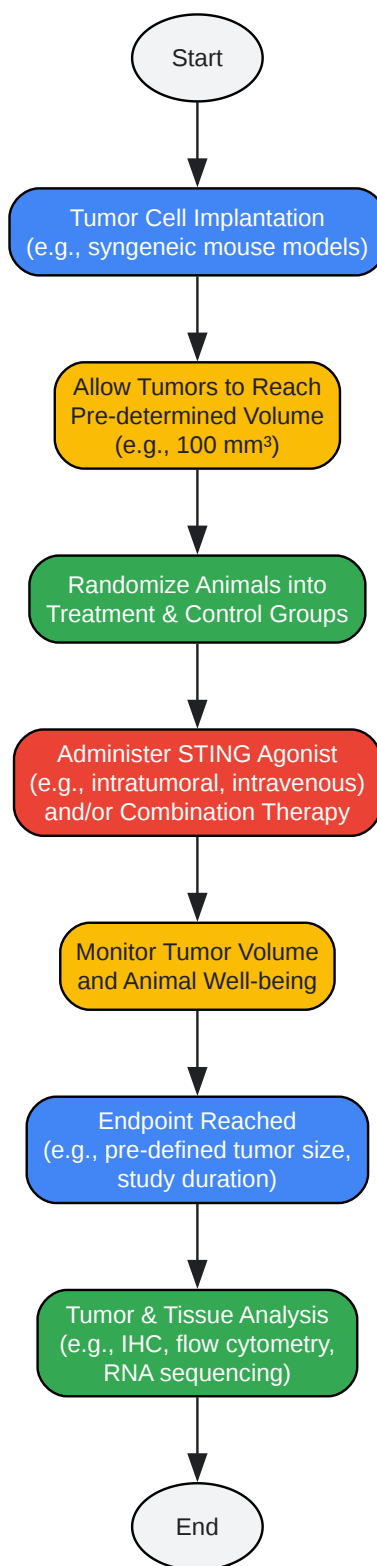 Start
Tumor Cell Implantation
(e.g., syngeneic mouse models)
Allow Tumors to Reach
Pre-determined Volume
(e.g., 100 mm³)
Randomize Animals into
Treatment & Control Groups
Administer STING Agonist
(e.g., intratumoral, intravenous)
and/or Combination Therapy
Monitor Tumor Volume
and Animal Well-being
Endpoint Reached
(e.g., pre-defined tumor size,
study duration)
Tumor & Tissue Analysis
(e.g., IHC, flow cytometry,
RNA sequencing)
End